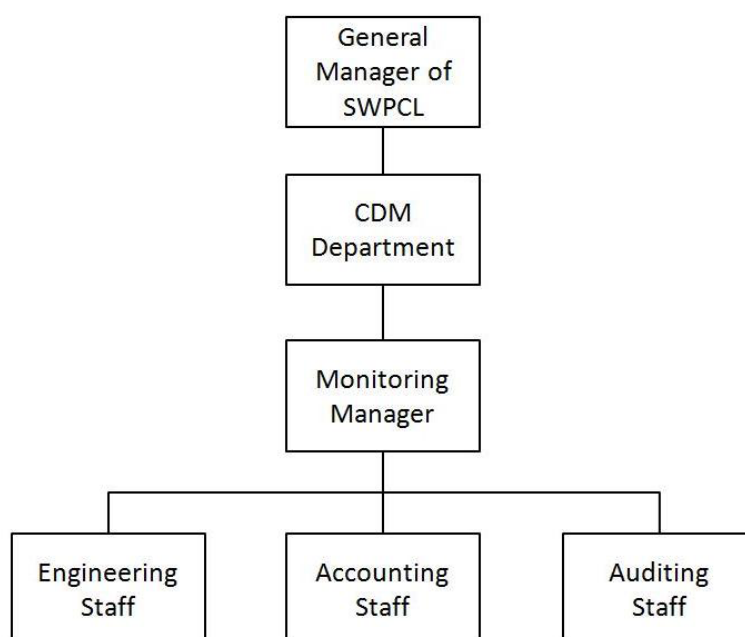 General
Manager of
SWPCL
CDM
Department
Monitoring
Manager
Engineering
Staff
Accounting
Staff
Auditing
Staff